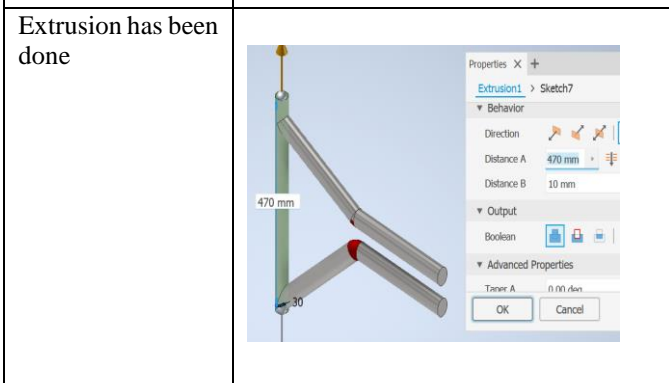 Extrusion has been
done
Properties X +
Extrusion1 > Sketch7
Behavior
Direction
Distance A 470 mm
Distance B 10 mm
Output
Boolean
Advanced Properties
Taper A 0.00 deg
OK Cancel
470 mm
30